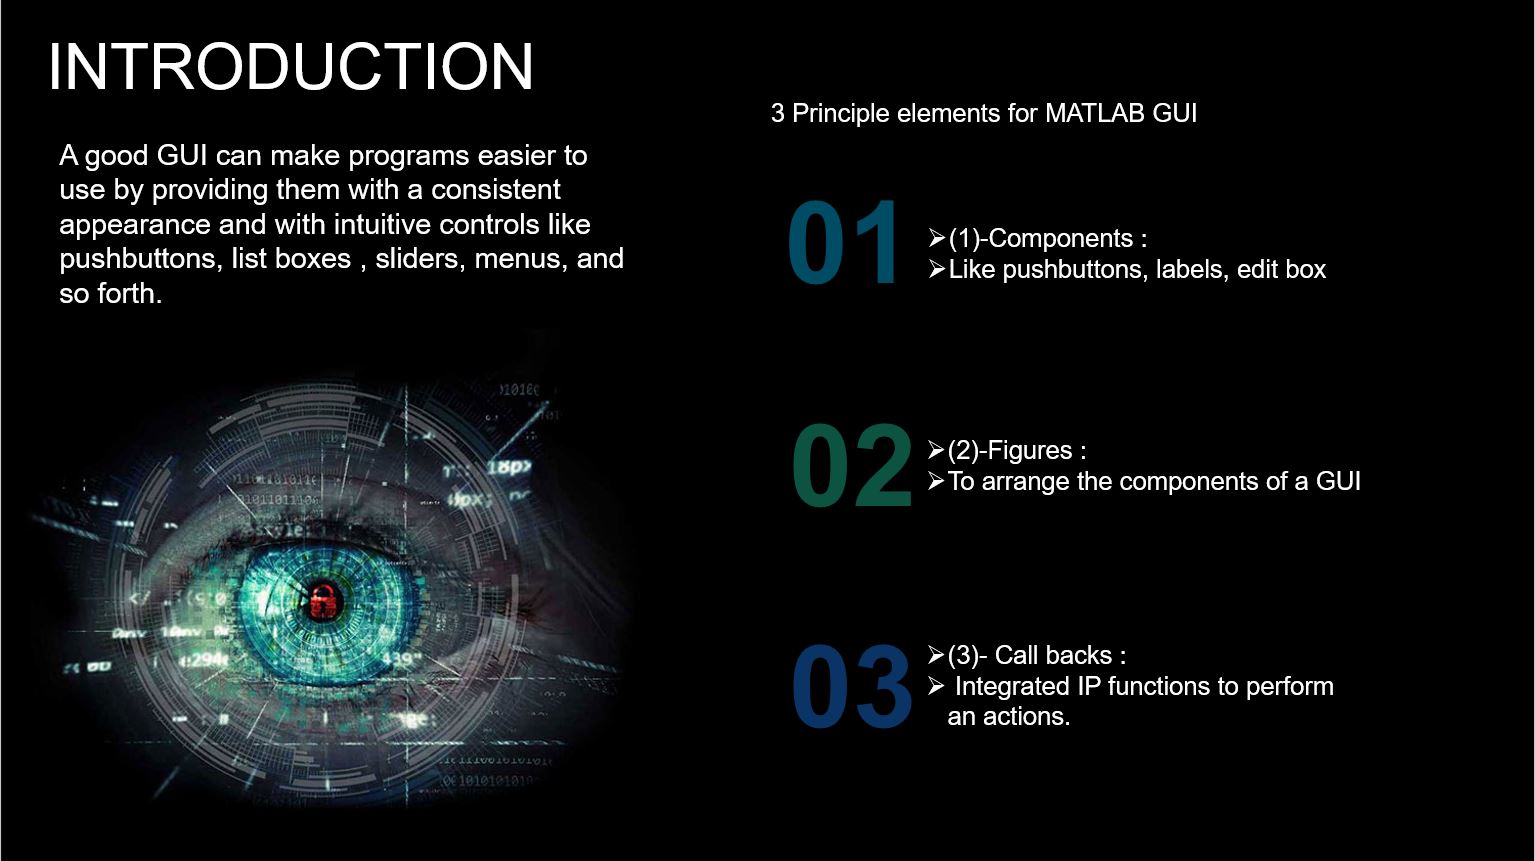 INTRODUCTION
A good GUI can make programs easier to
use by providing them with a consistent
appearance and with intuitive controls like
pushbuttons, list boxes , sliders, menus, and
so forth.
3 Principle elements for MATLAB GUI
01
➢(1)-Components :
➢Like pushbuttons, labels, edit box
02
➢(2)-Figures :
➢To arrange the components of a GUI
03
➢(3)- Call backs :
➢ Integrated IP functions to perform
an actions.
18px